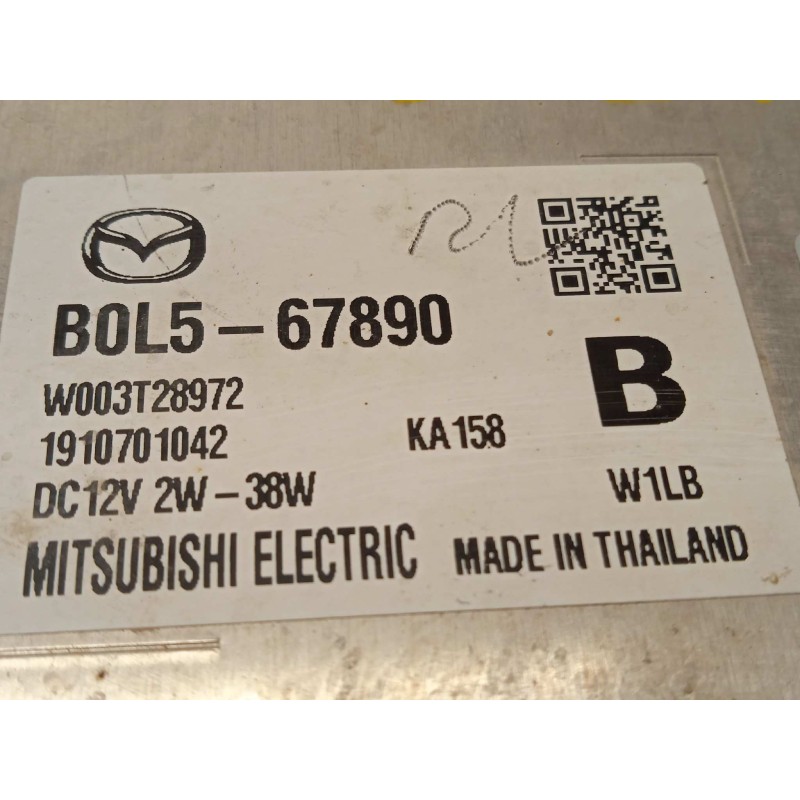 B0L5-67890
B
W003T28972
1910701042 KA158
DC12V 2W-38W W1LB
MITSUBISHI ELECTRIC MADE IN THAILAND